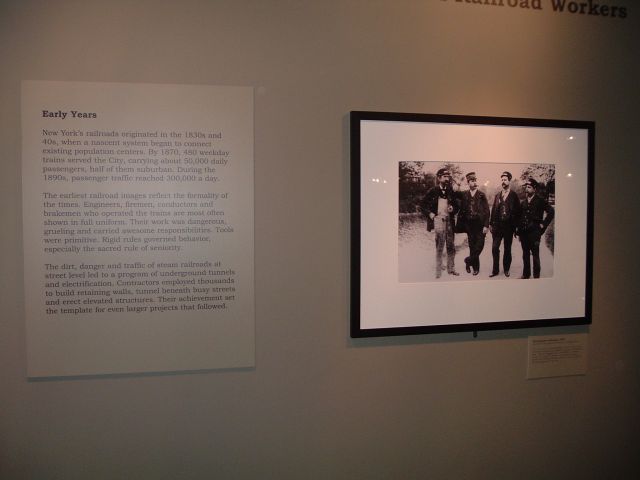 Railroad Workers
Early Years
New York's railroads originated in the 1830s and
40s, when a nascent system began to connect
existing population centers. By 1870, 480 weekday
trains served the City, carrying about 50,000 daily
passengers, half of them suburban. During the
1890s, passenger traffic reached 300,000 a day.
The earliest railroad images reflect the formality of
the times. Engineers, firemen, conductors and
brakemen who operated the trains are most often
shown in full uniform. Their work was dangerous,
grueling and carried awesome responsibilities. Tools
were primitive. Rigid rules governed behavior,
especially the sacred rule of seniority.
The dirt, danger and traffic of steam railroads at
street level led to a program of underground tunnels
and electrification. Contractors employed thousands
to build retaining walls, tunnel beneath busy streets
and erect elevated structures. Their achievement set
the template for even larger projects that followed.